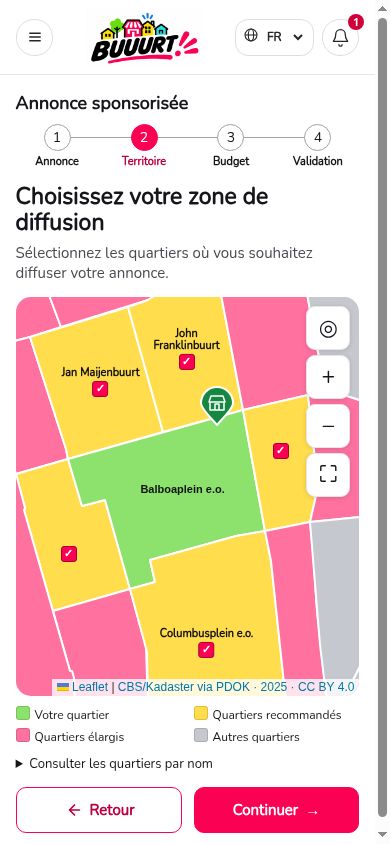 BUUURT!
FR
1
Annonce sponsorisée
1
2
3
4
Annonce
Territoire
Budget
Validation
Choisissez votre zone de
diffusion
Sélectionnez les quartiers où vous souhaitez
diffuser votre annonce.
John
Franklinbuurt
Jan Maijenbuurt
Balboaplein e.o.
Columbusplein e.o.
Leaflet | CBS/Kadaster via PDOK · 2025 · CC BY 4.0
Votre quartier
Quartiers recommandés
Quartiers élargis
Autres quartiers
Consulter les quartiers par nom
← Retour
Continuer →